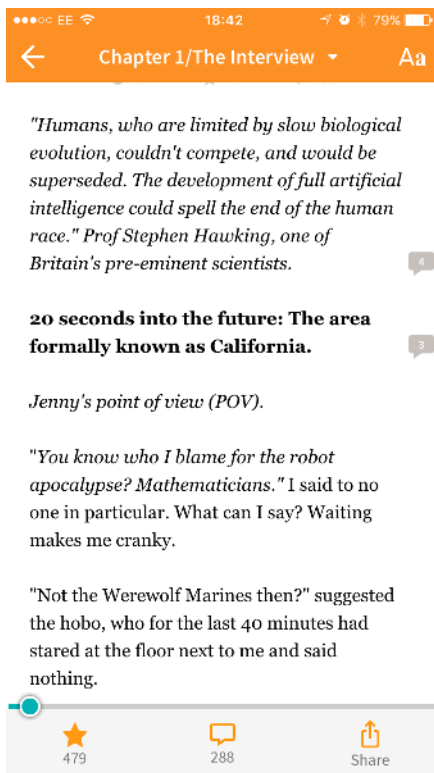 EE 18:42 79%
Chapter 1/The Interview Aa
"Humans, who are limited by slow biological
evolution, couldn't compete, and would be
superseded. The development of full artificial
intelligence could spell the end of the human
race." Prof Stephen Hawking, one of
Britain's pre-eminent scientists.
4
20 seconds into the future: The area
formally known as California.
3
Jenny's point of view (POV).
"You know who I blame for the robot
apocalypse? Mathematicians." I said to no
one in particular. What can I say? Waiting
makes me cranky.
"Not the Werewolf Marines then?" suggested
the hobo, who for the last 40 minutes had
stared at the floor next to me and said
nothing.
479 288 Share